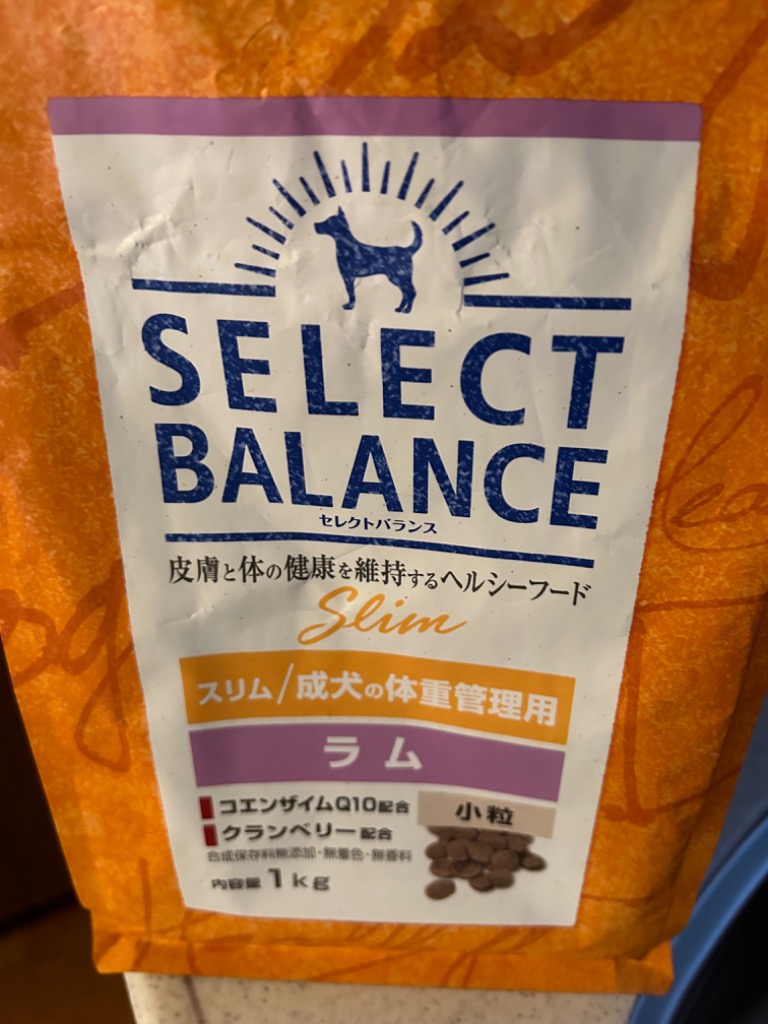 SELECT
BALANCE
セレクトバランス
皮膚と体の健康を維持するヘルシーフード
Slim
スリム/成犬の体重管理用
ラム
コエンザイムQ10配合
小粒
クランベリー配合
合成保存料無添加・無着色・無香料
内容量1kg